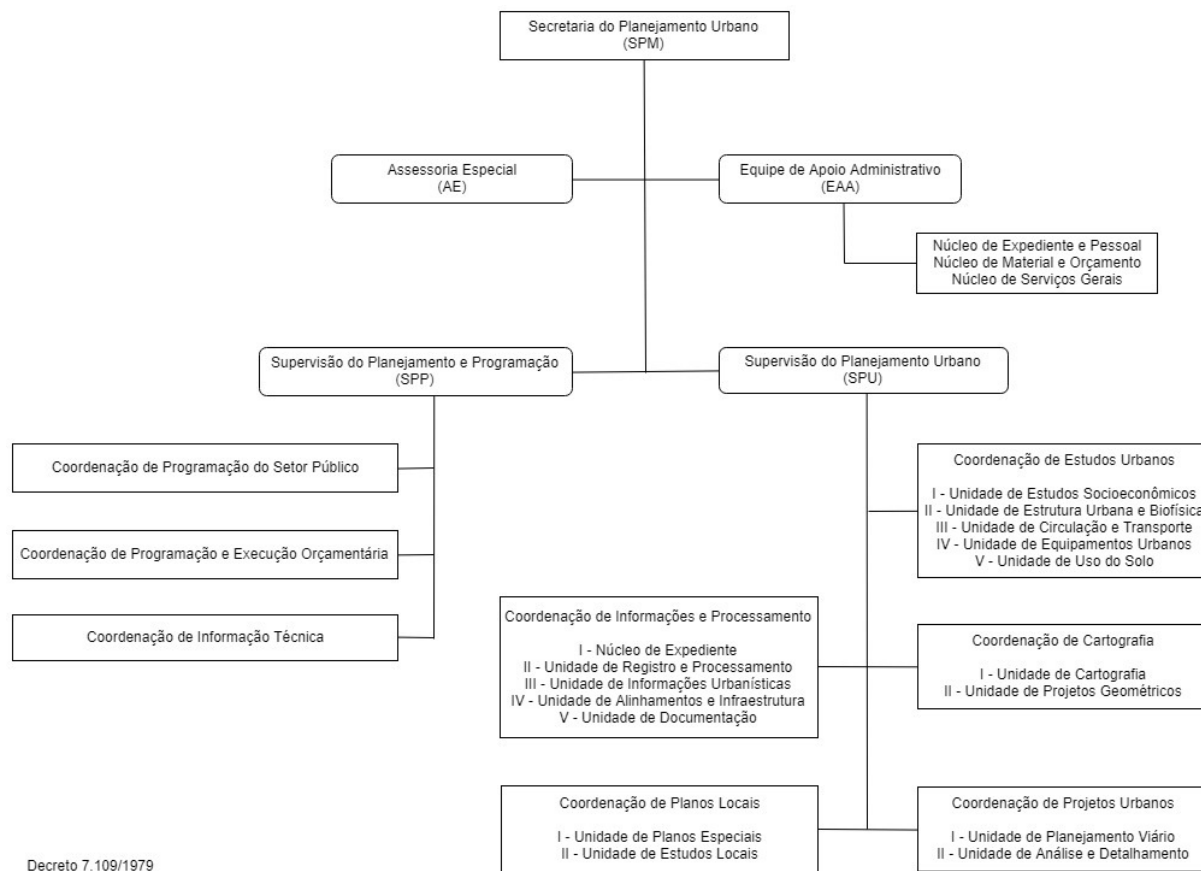 Secretaria do Planejamento Urbano
(SPM)
Assessoria Especial
(AE)
Equipe de Apoio Administrativo
(EAA)
Núcleo de Expediente e Pessoal
Núcleo de Material e Orçamento
Núcleo de Serviços Gerais
Supervisão do Planejamento e Programação
(SPP)
Supervisão do Planejamento Urbano
(SPU)
Coordenação de Programação do Setor Público
Coordenação de Programação e Execução Orçamentária
Coordenação de Informação Técnica
Coordenação de Estudos Urbanos
I - Unidade de Estudos Socioeconômicos
II - Unidade de Estrutura Urbana e Biofísica
III - Unidade de Circulação e Transporte
IV - Unidade de Equipamentos Urbanos
V - Unidade de Uso do Solo
Coordenação de Informações e Processamento
I - Núcleo de Expediente
II - Unidade de Registro e Processamento
III - Unidade de Informações Urbanísticas
IV - Unidade de Alinhamentos e Infraestrutura
V - Unidade de Documentação
Coordenação de Cartografia
I - Unidade de Cartografia
II - Unidade de Projetos Geométricos
Coordenação de Planos Locais
I - Unidade de Planos Especiais
II - Unidade de Estudos Locais
Coordenação de Projetos Urbanos
I - Unidade de Planejamento Viário
II - Unidade de Análise e Detalhamento
Decreto 7.109/1979